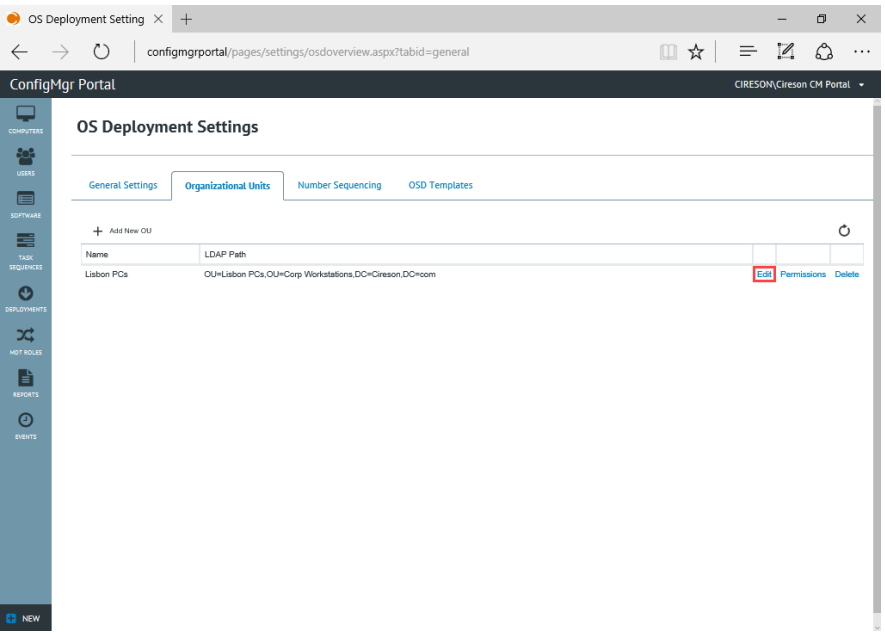 OS Deployment Setting
configmgrportal/pages/settings/osdoverview.aspx?tabid=general
ConfigMgr Portal
CIRESON\Cireson CM Portal
COMPUTERS
USERS
SOFTWARE
TASK
SEQUENCES
DEPLOYMENTS
MDT ROLES
REPORTS
EVENTS
NEW
OS Deployment Settings
General Settings Organizational Units Number Sequencing OSD Templates
Add New OU
Name LDAP Path
Lisbon PCs OU=Lisbon PCs,OU=Corp Workstations,DC=Cireson,DC=com Edit Permissions Delete